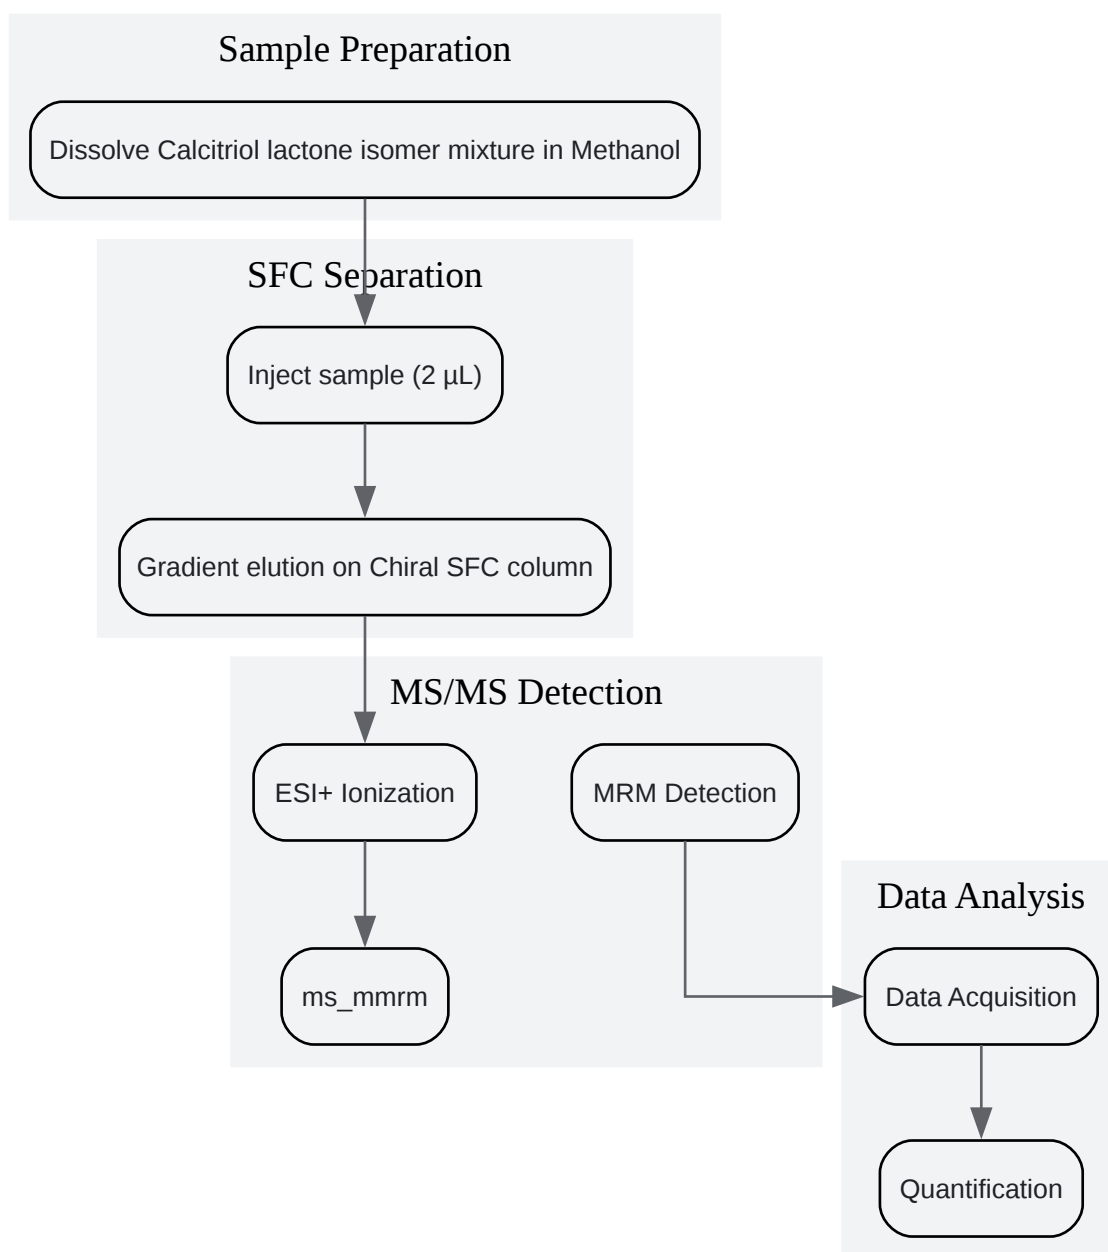 Sample Preparation
Dissolve Calcitriol lactone isomer mixture in Methanol
SFC Separation
Inject sample (2 µL)
Gradient elution on Chiral SFC column
MS/MS Detection
ESI+ Ionization
MRM Detection
ms_mmrm
Data Analysis
Data Acquisition
Quantification